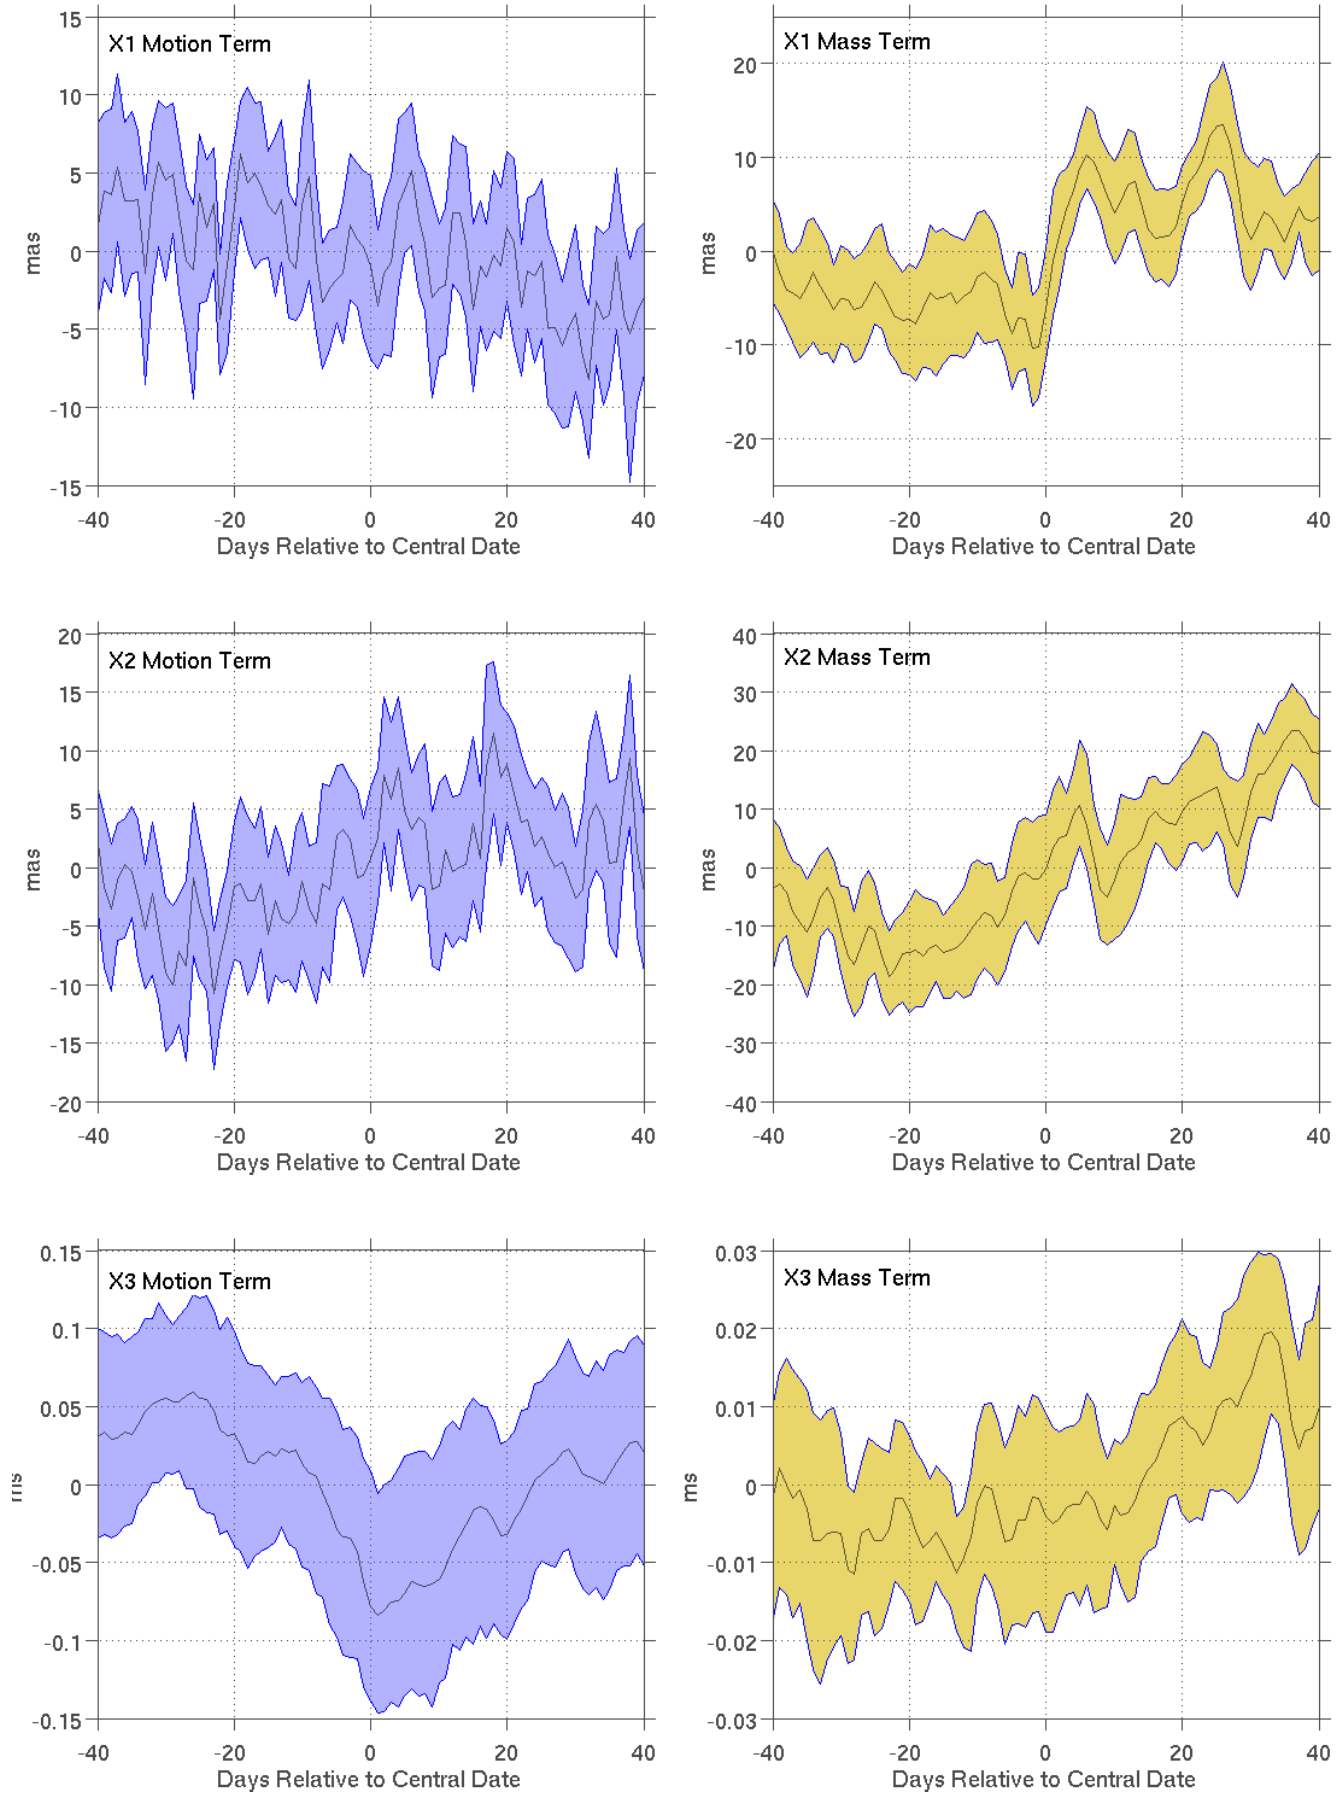 X1 Motion Term
15
10
5
0
-5
-10
-15
mas
-40 -20 0 20 40
Days Relative to Central Date
X1 Mass Term
20
10
0
-10
-20
mas
-40 -20 0 20 40
Days Relative to Central Date
X2 Motion Term
20
15
10
5
0
-5
-10
-15
-20
mas
-40 -20 0 20 40
Days Relative to Central Date
X2 Mass Term
40
30
20
10
0
-10
-20
-30
-40
mas
-40 -20 0 20 40
Days Relative to Central Date
X3 Motion Term
0.15
0.1
0.05
0
-0.05
-0.1
-0.15
ms
-40 -20 0 20 40
Days Relative to Central Date
X3 Mass Term
0.03
0.02
0.01
0
-0.01
-0.02
-0.03
ms
-40 -20 0 20 40
Days Relative to Central Date